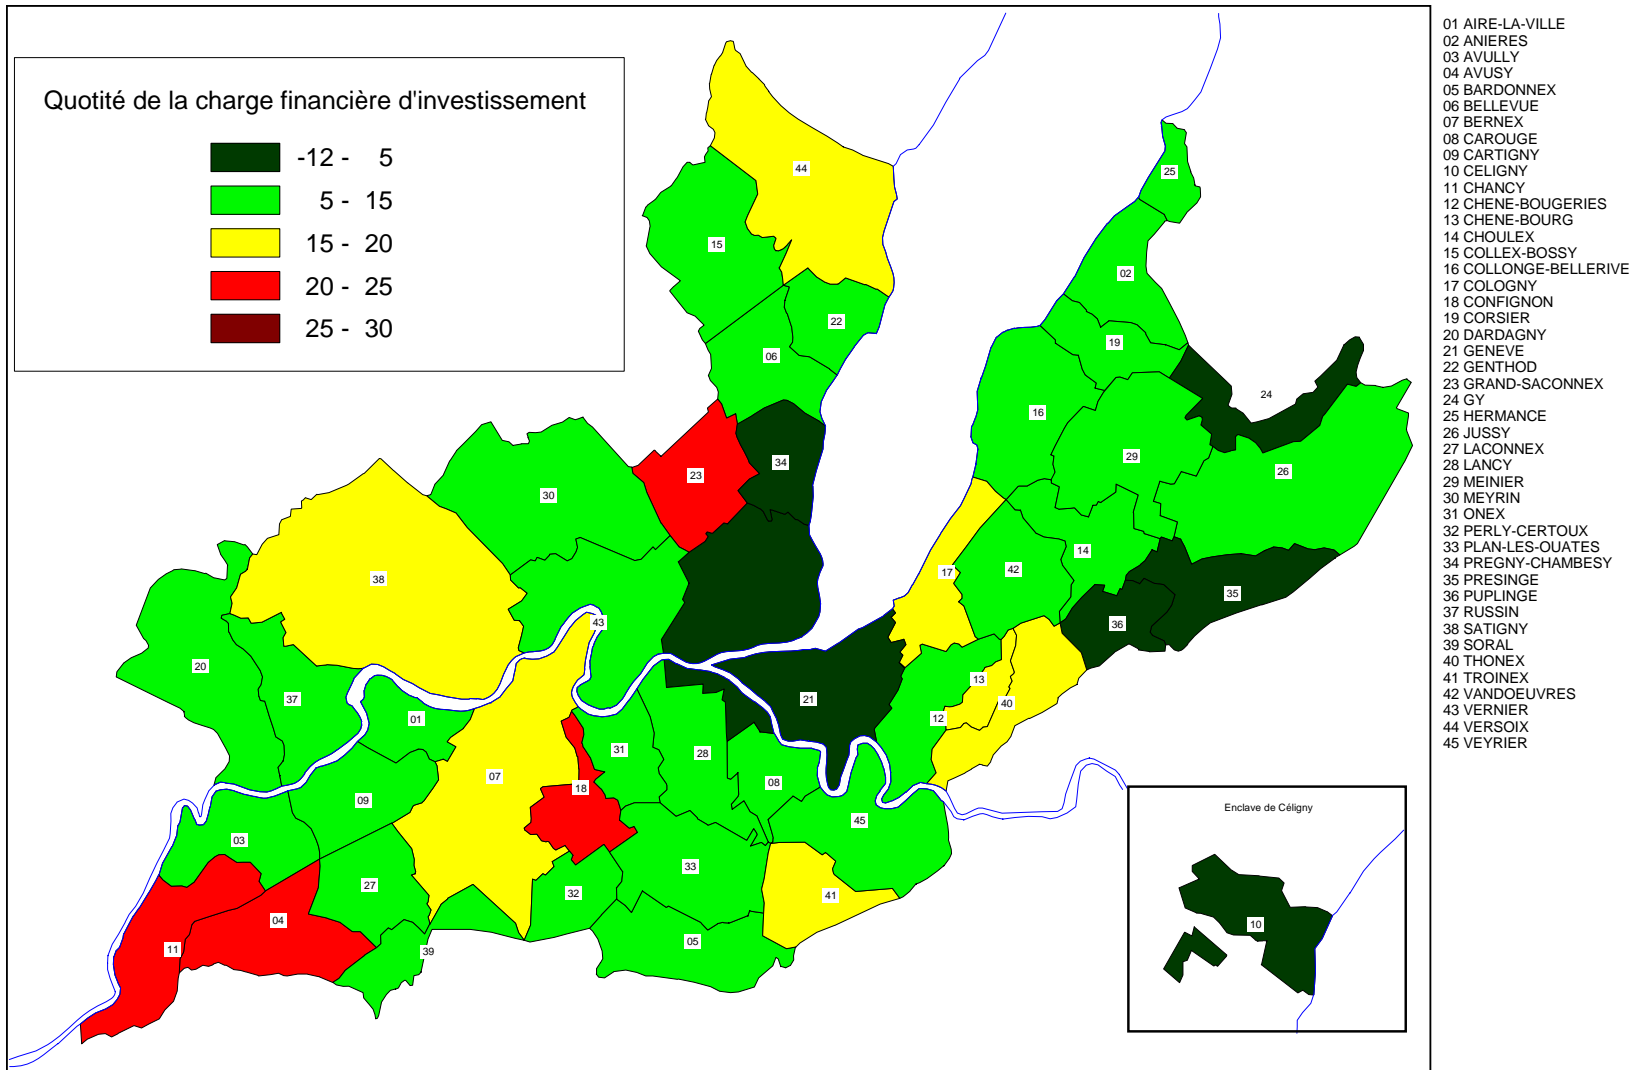 Quotité de la charge financière d'investissement
-12 - 5
5 - 15
15 - 20
20 - 25
25 - 30
01 AIRE-LA-VILLE
02 ANIERES
03 AVULLY
04 AVUSY
05 BARDONNEX
06 BELLEVUE
07 BERNEX
08 CAROUGE
09 CARTIGNY
10 CELIGNY
11 CHANCY
12 CHENE-BOUGERIES
13 CHENE-BOURG
14 CHOULEX
15 COLLEX-BOSSY
16 COLLONGE-BELLERIVE
17 COLOGNY
18 CONFIGNON
19 CORSIER
20 DARDAGNY
21 GENEVE
22 GENTHOD
23 GRAND-SACONNEX
24 GY
25 HERMANCE
26 JUSSY
27 LACONNEX
28 LANCY
29 MEINIER
30 MEYRIN
31 ONEX
32 PERLY-CERTOUX
33 PLAN-LES-OUATES
34 PREGNY-CHAMBESY
35 PRESINGE
36 PUPLINGE
37 RUSSIN
38 SATIGNY
39 SORAL
40 THONEX
41 TROINEX
42 VANDOEUVRES
43 VERNIER
44 VERSOIX
45 VEYRIER
44
25
15
02
22
19
06
24
16
29
34
23
26
30
14
42
17
38
35
43
36
20
13
21
40
37
01
12
31
28
07
08
18
09
45
03
33
27
32
41
04
05
11
39
Enclave de Céligny
10